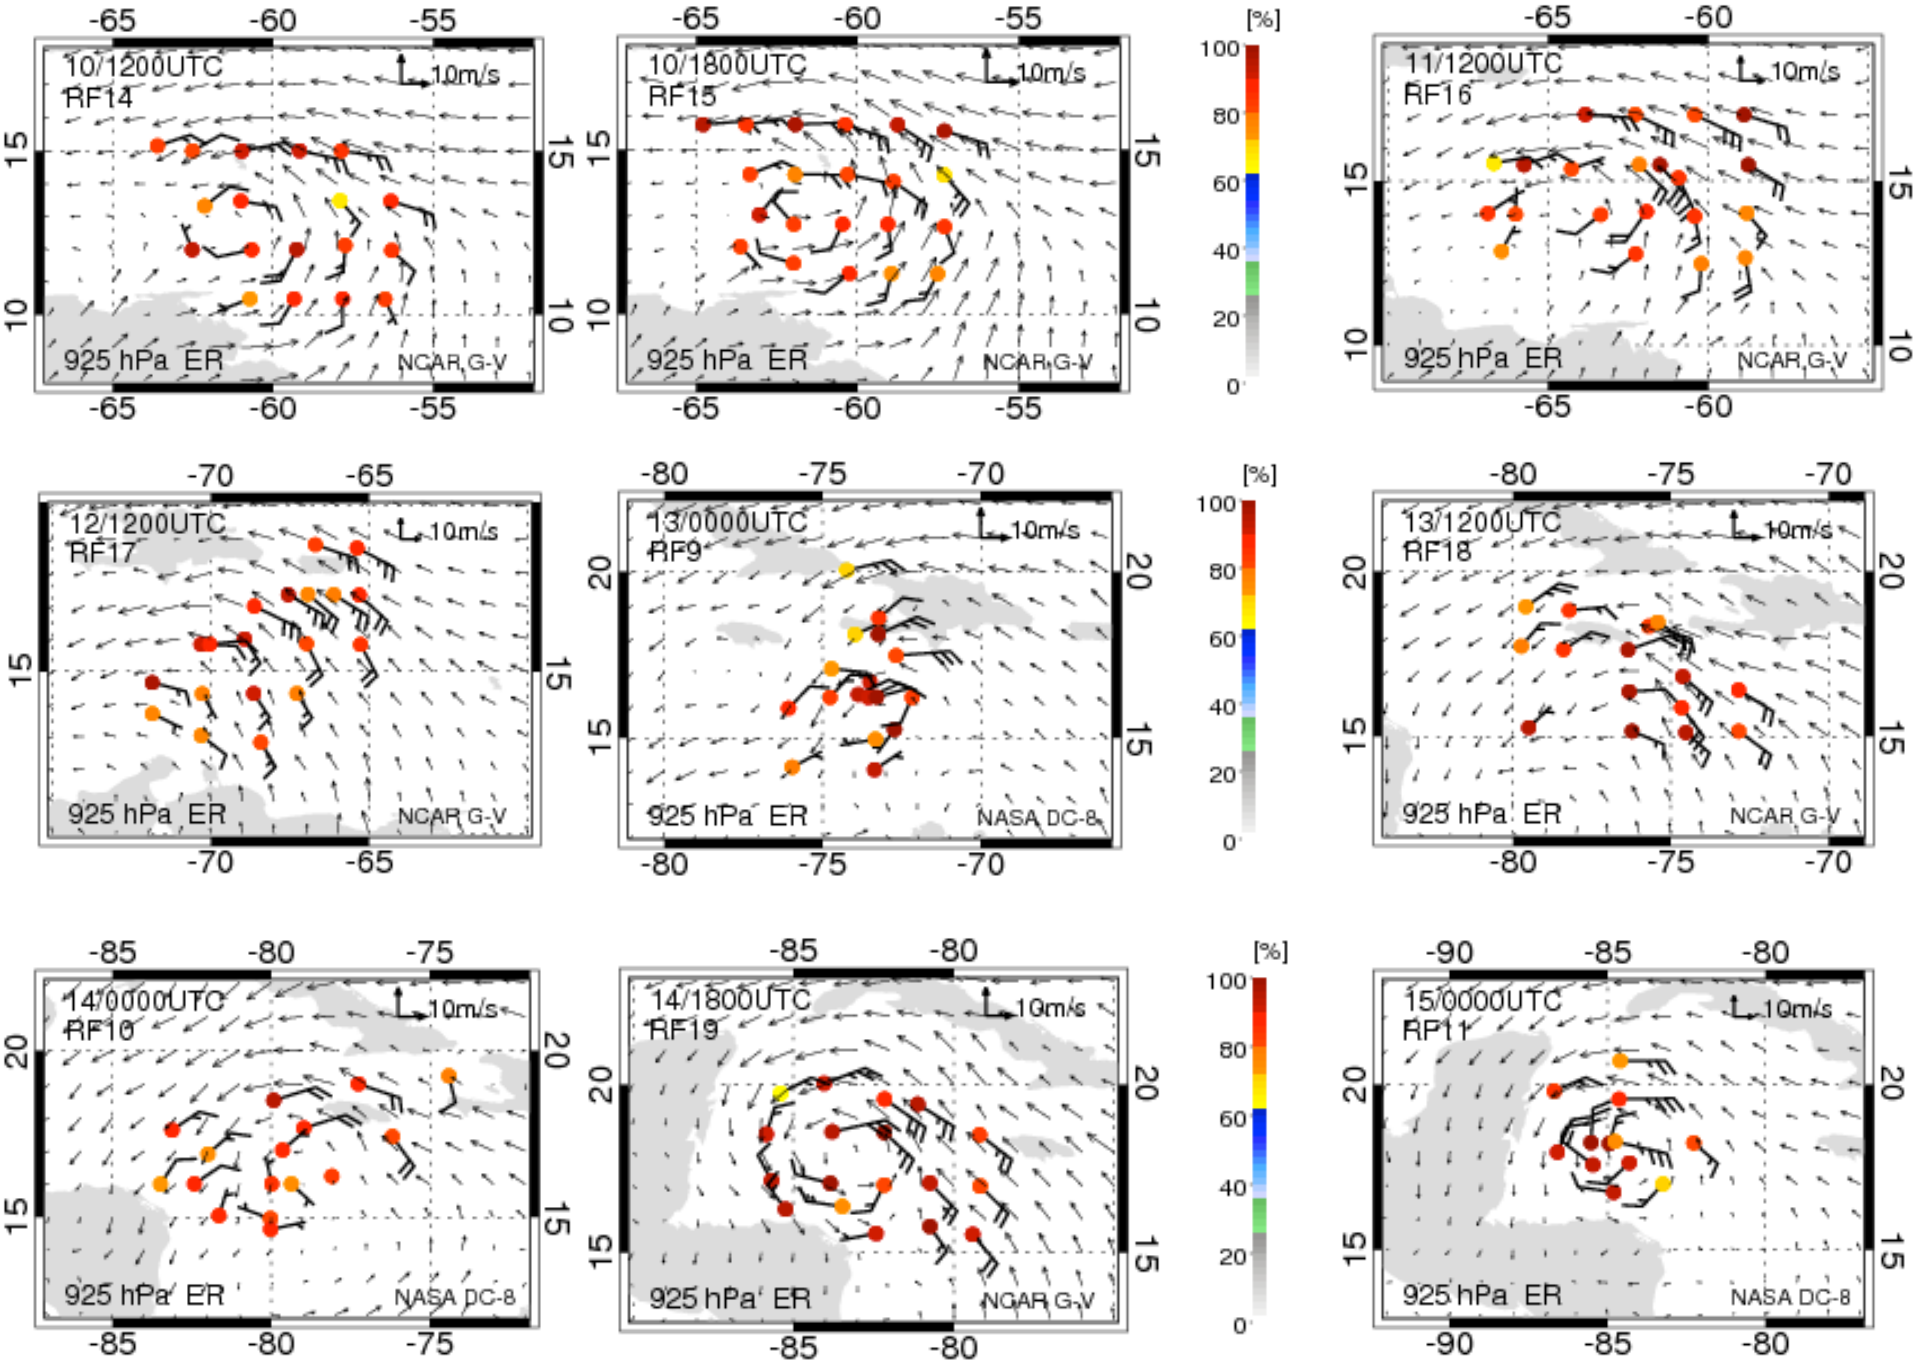 -65 -60 -55
10/1200UTC
RF14
10m/s
15 15
10 10
925 hPa ER
NCAR G-V
-65 -60 -55
-65 -60 -55
10/1800UTC
RF15
10m/s
15 15
10 10
925 hPa ER
NCAR G-V
-65 -60 -55
[%]
100
80
60
40
20
0
-65 -60
11/1200UTC
RF16
10m/s
15 15
10 10
925 hPa ER
NCAR G-V
-65 -60
-70 -65
12/1200UTC
RF17
10m/s
15 15
925 hPa ER
NCAR G-V
-70 -65
-80 -75 -70
13/0000UTC
RF9
10m/s
20 20
15 15
925 hPa ER
NASA DC-8
-80 -75 -70
[%]
100
80
60
40
20
0
-80 -75 -70
13/1200UTC
RF18
10m/s
20 20
15 15
925 hPa ER
NCAR G-V
-80 -75 -70
-85 -80 -75
14/0000UTC
RF10
10m/s
20 20
15 15
925 hPa ER
NASA DC-8
-85 -80 -75
-85 -80
14/1800UTC
RF19
10m/s
20 20
15 15
925 hPa ER
NCAR G-V
-85 -80
[%]
100
80
60
40
20
0
-90 -85 -80
15/0000UTC
RF11
10m/s
20 20
15 15
925 hPa ER
NASA DC-8
-90 -85 -80